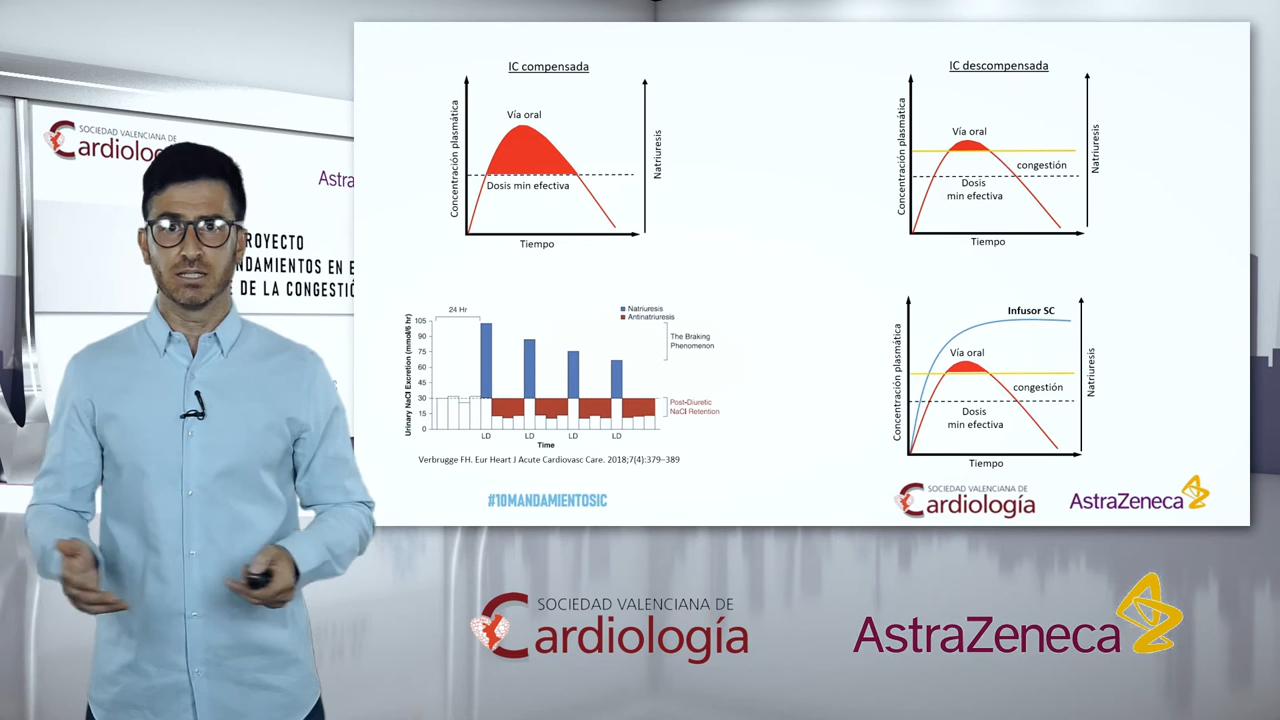 SOCIEDAD VALENCIANA DE
Cardiolo
Astra
ROYECTO
NDAMIENTOS EN E
E DE LA CONGESTIÓ
IC compensada
Concentración plasmática
Vía oral
Dosis min efectiva
Natriuresis
Tiempo
IC descompensada
Concentración plasmática
Vía oral
congestión
Dosis
min efectiva
Natriuresis
Tiempo
24 Hr
Natriuresis
Antinatriuresis
The Braking
Phenomenon
Post-Diuretic
NaCl Retention
Urinary NaCl Excretion (mmol/6 hr)
105
90
75
60
45
30
15
0
LD LD LD LD
Time
Verbrugge FH. Eur Heart J Acute Cardiovasc Care. 2018;7(4):379–389
Infusor SC
Concentración plasmática
Vía oral
congestión
Dosis
min efectiva
Natriuresis
Tiempo
#10MANDAMIENTOSIC
SOCIEDAD VALENCIANA DE
Cardiología
AstraZeneca
SOCIEDAD VALENCIANA DE
Cardiología
AstraZeneca